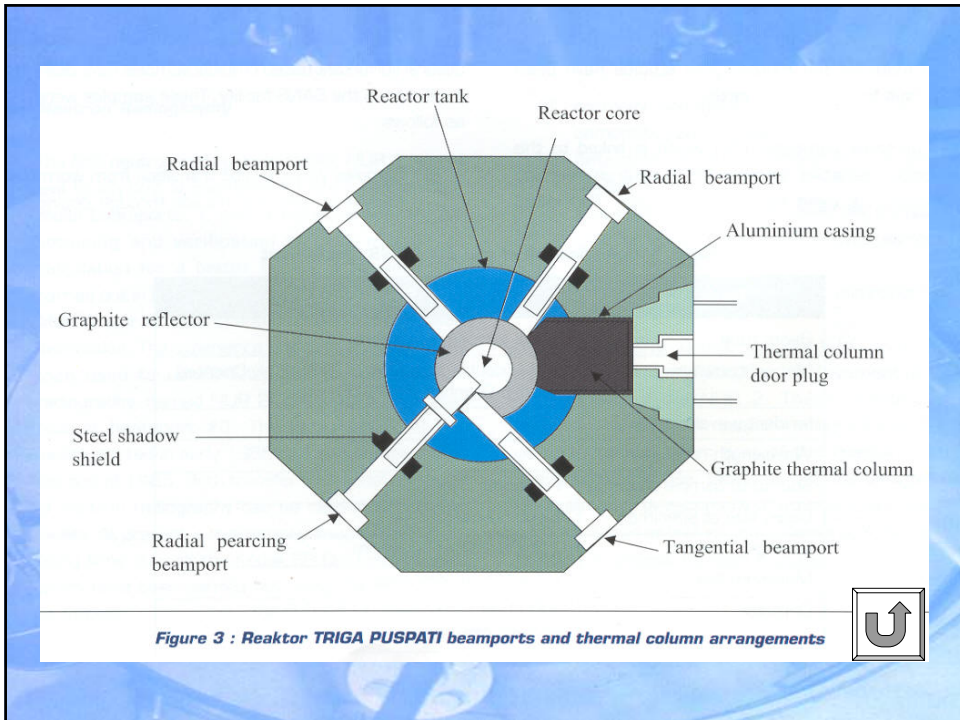 Reactor tank
Reactor core
Radial beamport
Radial beamport
Aluminium casing
Graphite reflector
Thermal column
door plug
Steel shadow
shield
Graphite thermal column
Radial pearcing
beamport
Tangential beamport
Figure 3 : Reaktor TRIGA PUSPATI beamports and thermal column arrangements